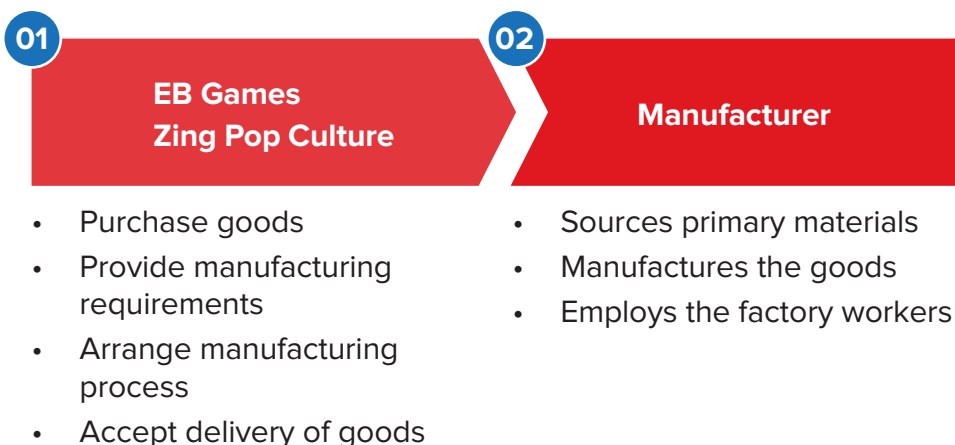 01
EB Games
Zing Pop Culture
• Purchase goods
• Provide manufacturing
requirements
• Arrange manufacturing
process
• Accept delivery of goods
02
Manufacturer
• Sources primary materials
• Manufactures the goods
• Employs the factory workers